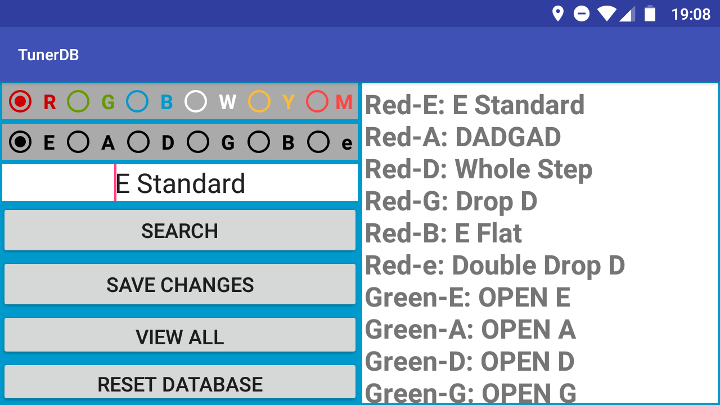 19:08
TunerDB
R G B W Y M
E A D G B e
E Standard
SEARCH
SAVE CHANGES
VIEW ALL
RESET DATABASE
Red-E: E Standard
Red-A: DADGAD
Red-D: Whole Step
Red-G: Drop D
Red-B: E Flat
Red-e: Double Drop D
Green-E: OPEN E
Green-A: OPEN A
Green-D: OPEN D
Green-G: OPEN G